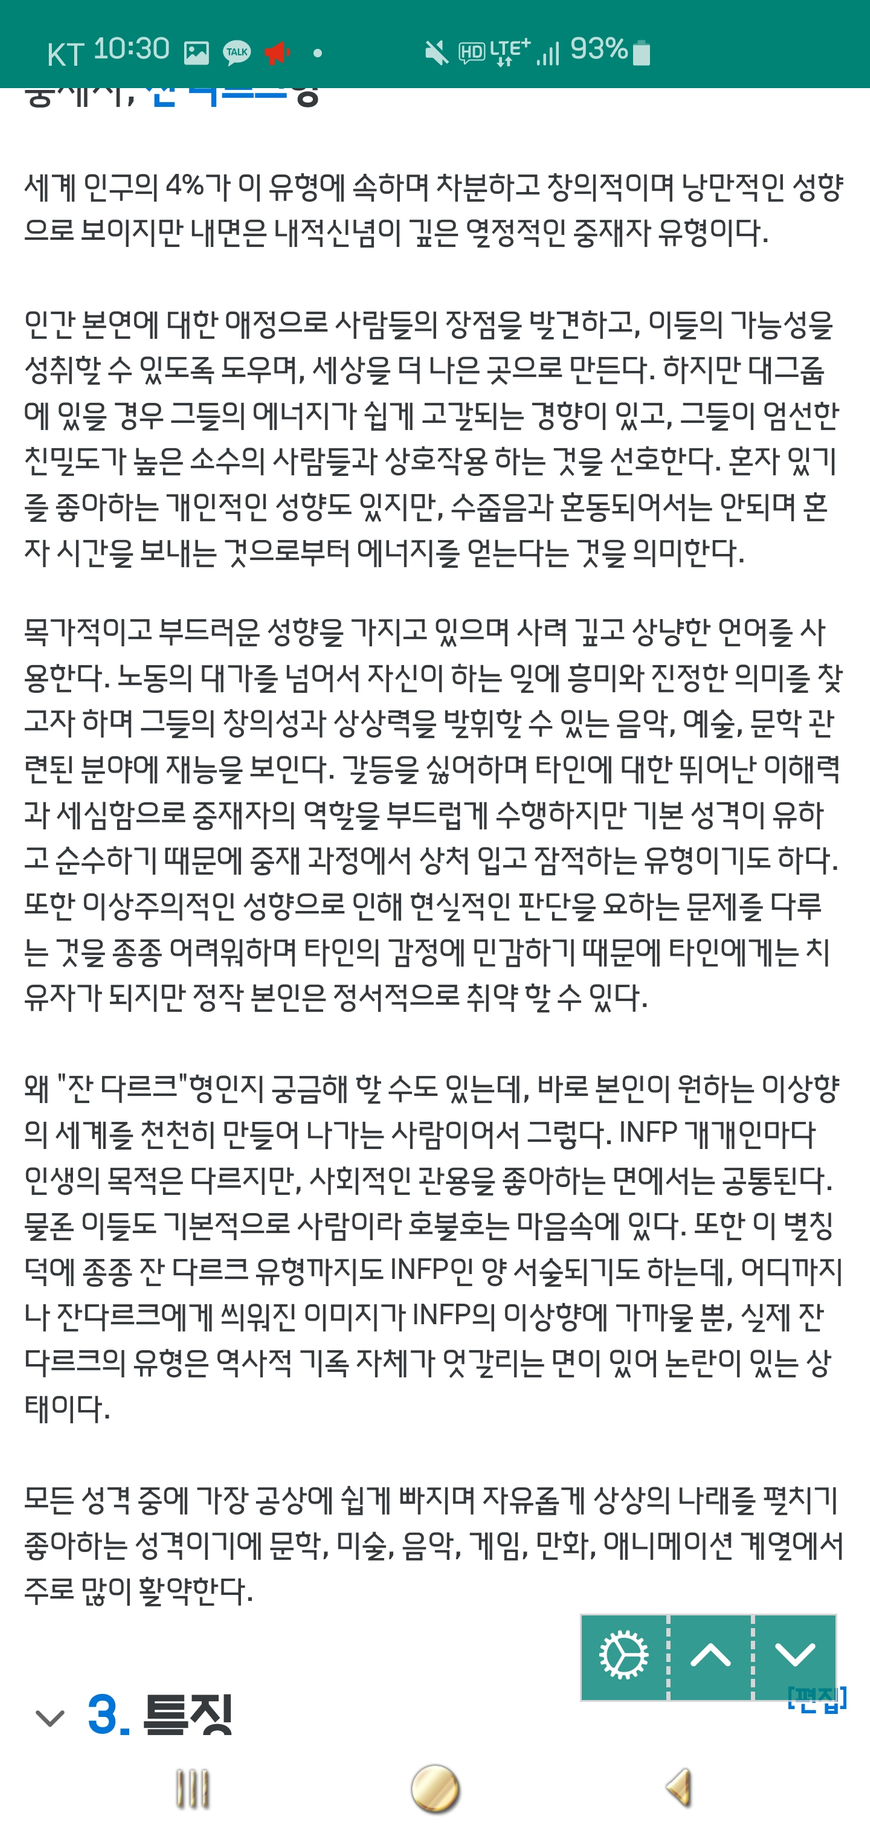 KT 10:30 TALK HD LTE+ 93%
중재자, 잔 다르크형
세계 인구의 4%가 이 유형에 속하며 차분하고 창의적이며 낭만적인 성향
으로 보이지만 내면은 내적신념이 깊은 열정적인 중재자 유형이다.
인간 본연에 대한 애정으로 사람들의 장점을 발견하고, 이들의 가능성을
성취할 수 있도록 도우며, 세상을 더 나은 곳으로 만든다. 하지만 대그룹
에 있을 경우 그들의 에너지가 쉽게 고갈되는 경향이 있고, 그들이 엄선한
친밀도가 높은 소수의 사람들과 상호작용 하는 것을 선호한다. 혼자 있기
를 좋아하는 개인적인 성향도 있지만, 수줍음과 혼동되어서는 안되며 혼
자 시간을 보내는 것으로부터 에너지를 얻는다는 것을 의미한다.
목가적이고 부드러운 성향을 가지고 있으며 사려 깊고 상냥한 언어를 사
용한다. 노동의 대가를 넘어서 자신이 하는 일에 흥미와 진정한 의미를 찾
고자 하며 그들의 창의성과 상상력을 발휘할 수 있는 음악, 예술, 문학 관
련된 분야에 재능을 보인다. 갈등을 싫어하며 타인에 대한 뛰어난 이해력
과 세심함으로 중재자의 역할을 부드럽게 수행하지만 기본 성격이 유하
고 순수하기 때문에 중재 과정에서 상처 입고 잠적하는 유형이기도 하다.
또한 이상주의적인 성향으로 인해 현실적인 판단을 요하는 문제를 다루
는 것을 종종 어려워하며 타인의 감정에 민감하기 때문에 타인에게는 치
유자가 되지만 정작 본인은 정서적으로 취약 할 수 있다.
왜 "잔 다르크"형인지 궁금해 할 수도 있는데, 바로 본인이 원하는 이상향
의 세계를 천천히 만들어 나가는 사람이어서 그렇다. INFP 개개인마다
인생의 목적은 다르지만, 사회적인 관용을 좋아하는 면에서는 공통된다.
물론 이들도 기본적으로 사람이라 호불호는 마음속에 있다. 또한 이 별칭
덕에 종종 잔 다르크 유형까지도 INFP인 양 서술되기도 하는데, 어디까지
나 잔다르크에게 씌워진 이미지가 INFP의 이상향에 가까울 뿐, 실제 잔
다르크의 유형은 역사적 기록 자체가 엇갈리는 면이 있어 논란이 있는 상
태이다.
모든 성격 중에 가장 공상에 쉽게 빠지며 자유롭게 상상의 나래를 펼치기
좋아하는 성격이기에 문학, 미술, 음악, 게임, 만화, 애니메이션 계열에서
주로 많이 활약한다.
[편집]
3. 특징